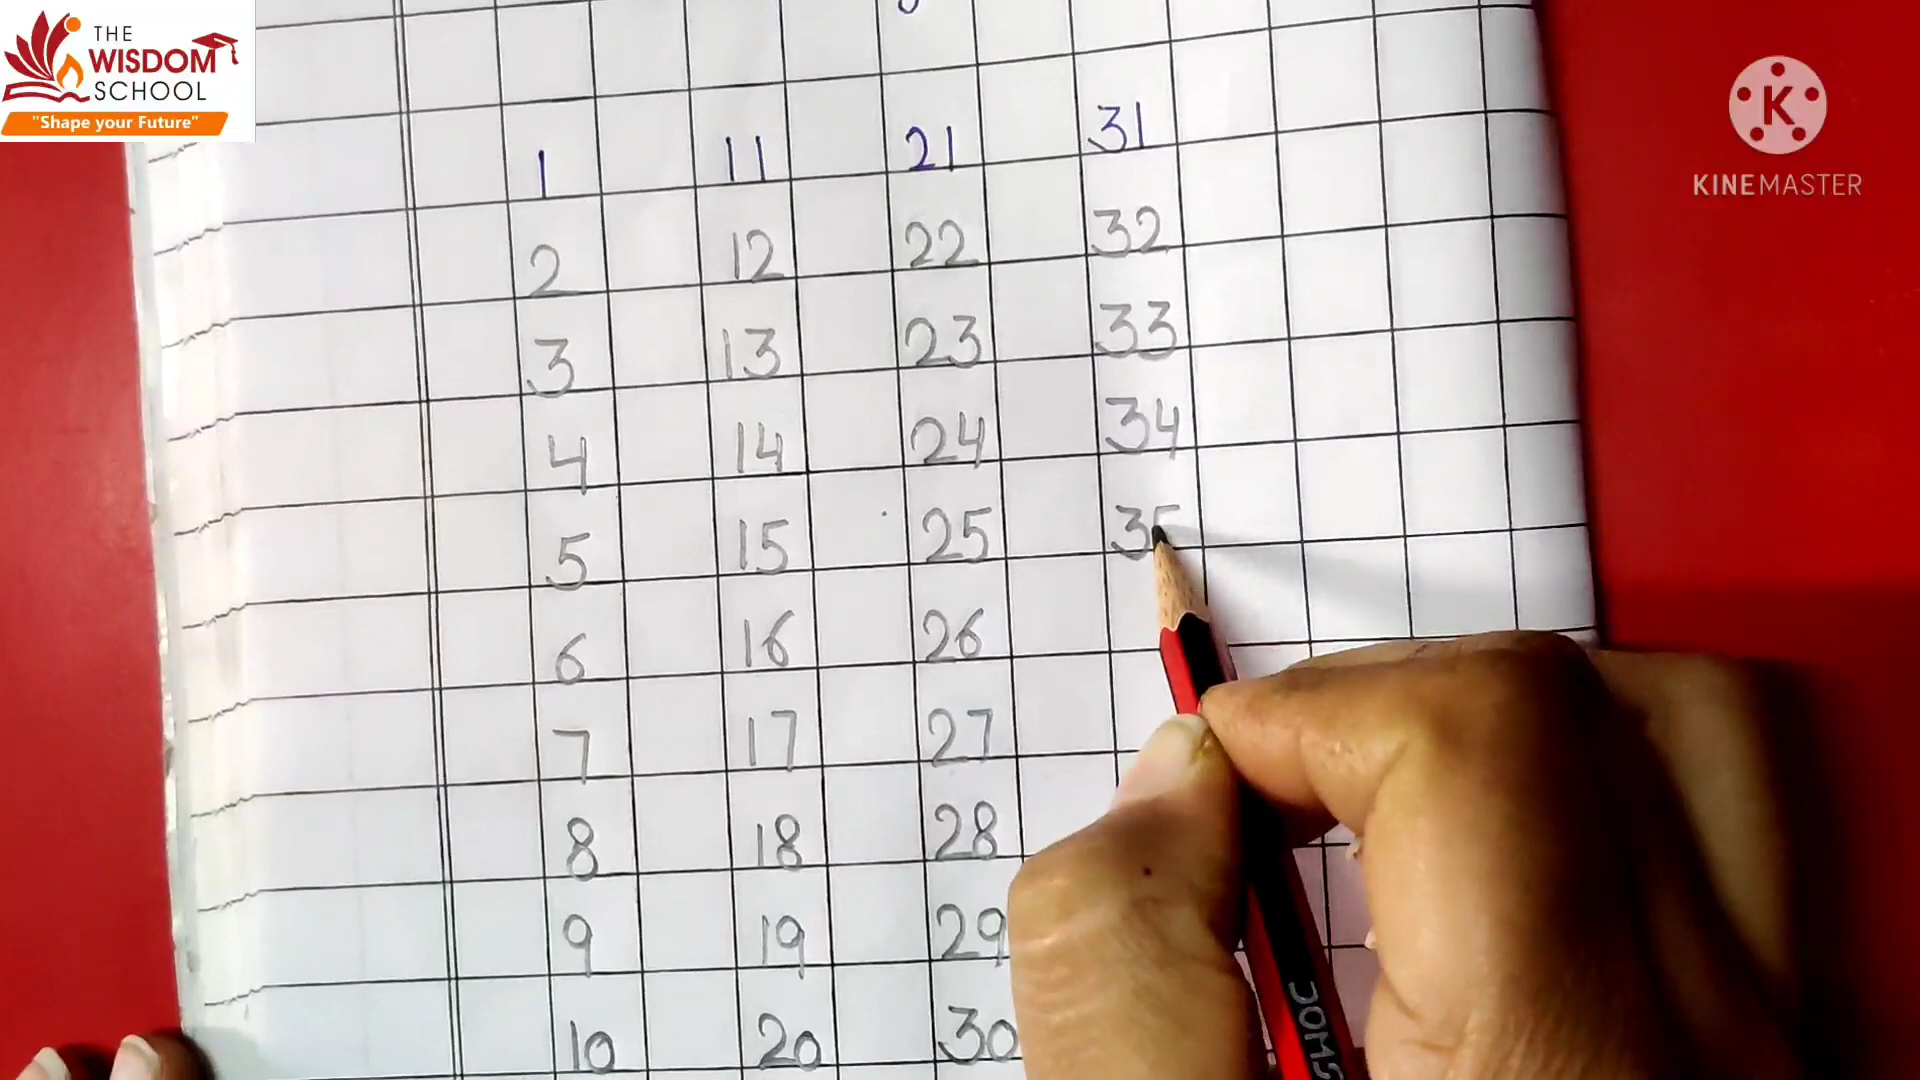 THE
WISDOM
SCHOOL
"Shape your Future"
K
KINEMASTER
1 11 21 31
2 12 22 32
3 13 23 33
4 14 24 34
5 15 25 35
6 16 26
7 17 27
8 18 28
9 19 29
10 20 30
DOMS